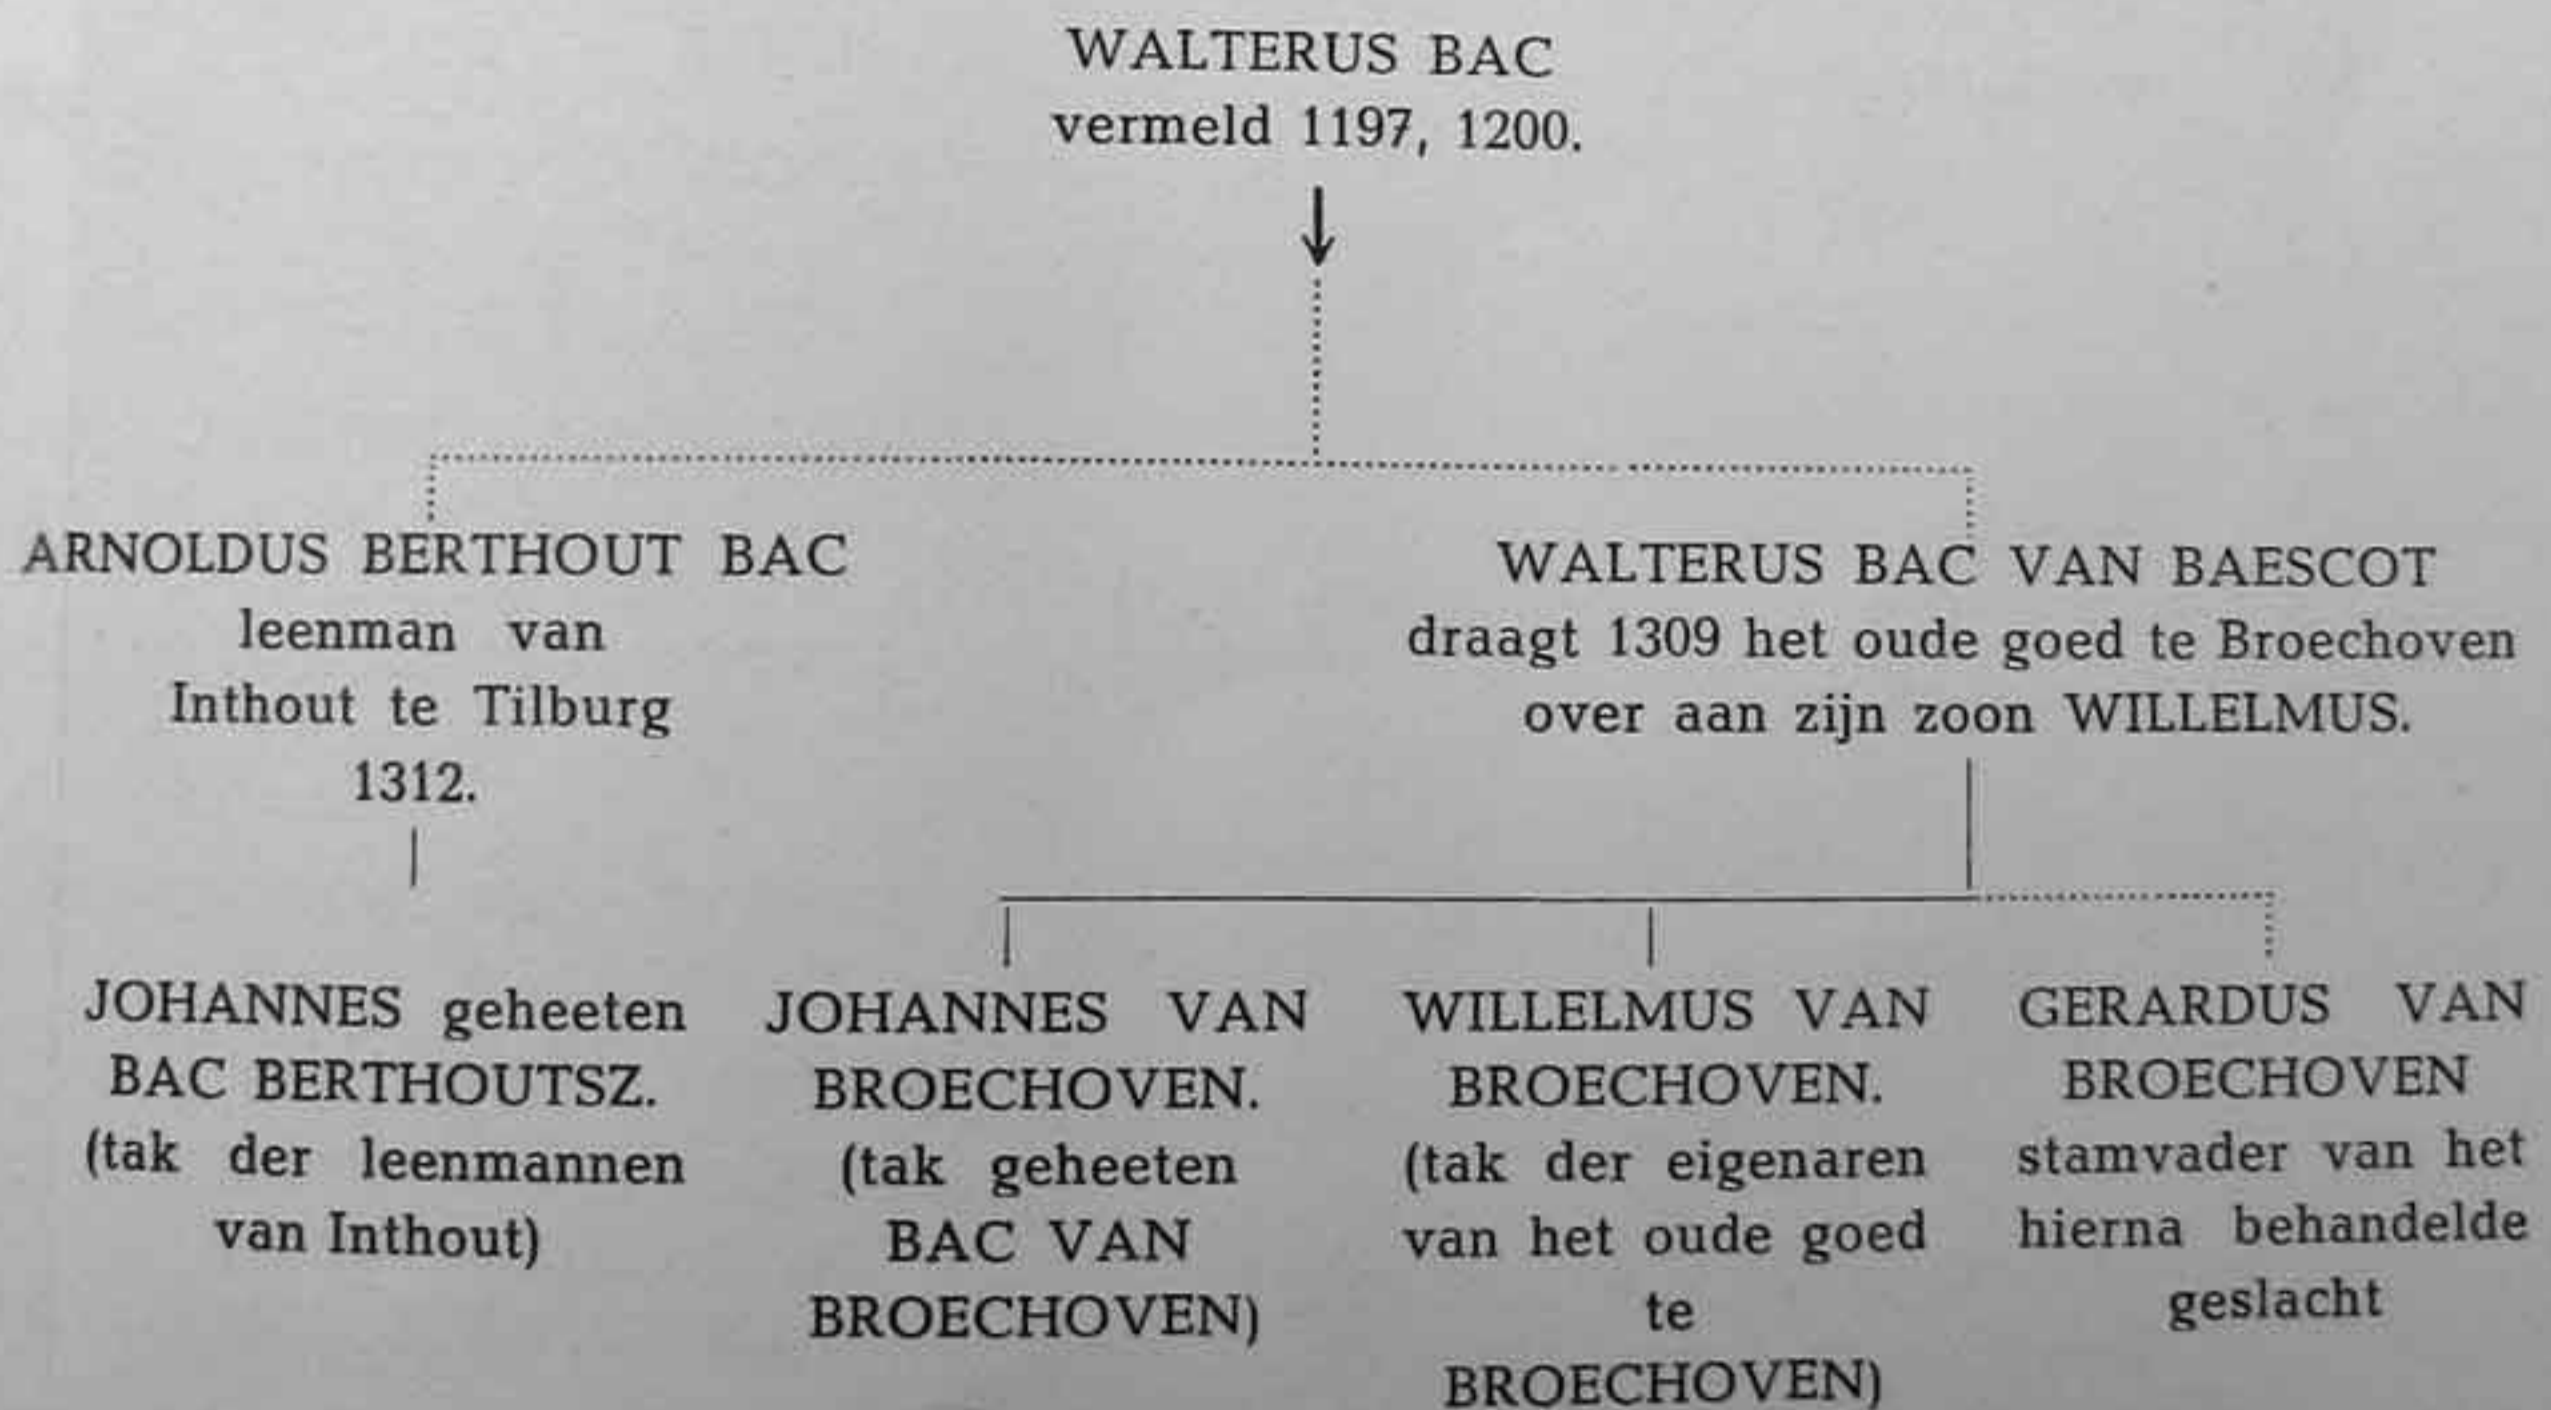 WALTERUS BAC
vermeld 1197, 1200.
ARNOLDUS BERTHOUT BAC
leenman van
Inthout te Tilburg
1312.
WALTERUS BAC VAN BAESCOT
draagt 1309 het oude goed te Broechoven
over aan zijn zoon WILLELMUS.
JOHANNES geheeten
BAC BERTHOUTSZ.
(tak der leenmannen
van Inthout)
JOHANNES VAN
BROECHOVEN.
(tak geheeten
BAC VAN
BROECHOVEN)
WILLELMUS VAN
BROECHOVEN.
(tak der eigenaren
van het oude goed
te
BROECHOVEN)
GERARDUS VAN
BROECHOVEN
stamvader van het
hierna behandelde
geslacht